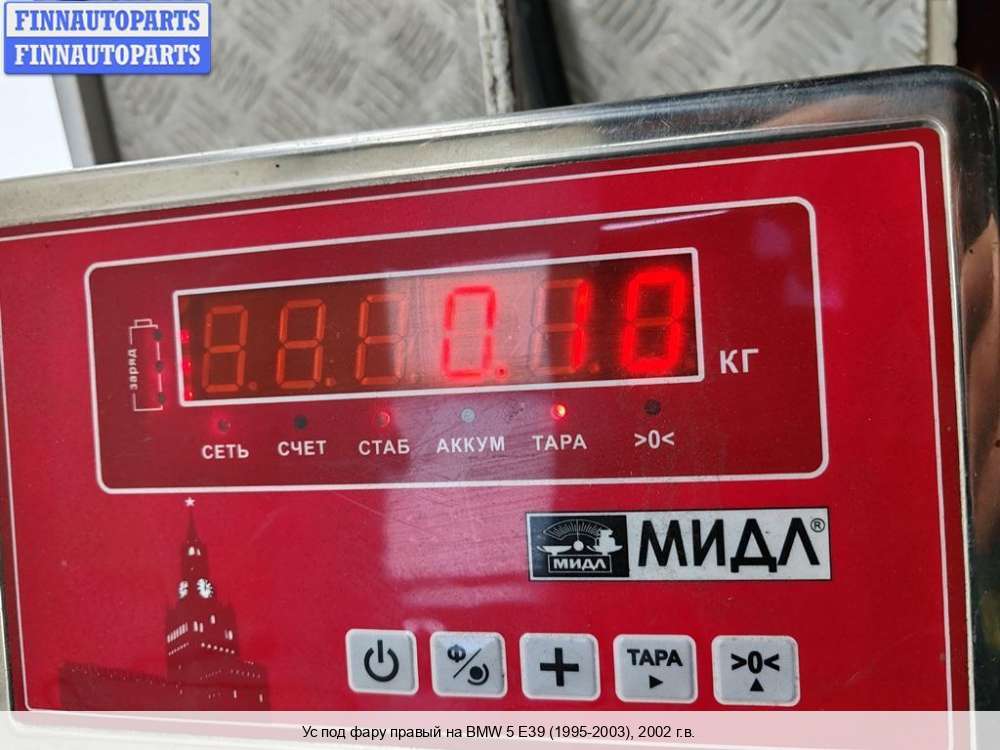 FINNAUTOPARTS
FINNAUTOPARTS
заряд
0.10
КГ
СЕТЬ СЧЕТ СТАБ АККУМ ТАРА >0<
МИДЛ МИДЛ®
Ф ТАРА >0<
Ус под фару правый на BMW 5 E39 (1995-2003), 2002 г.в.